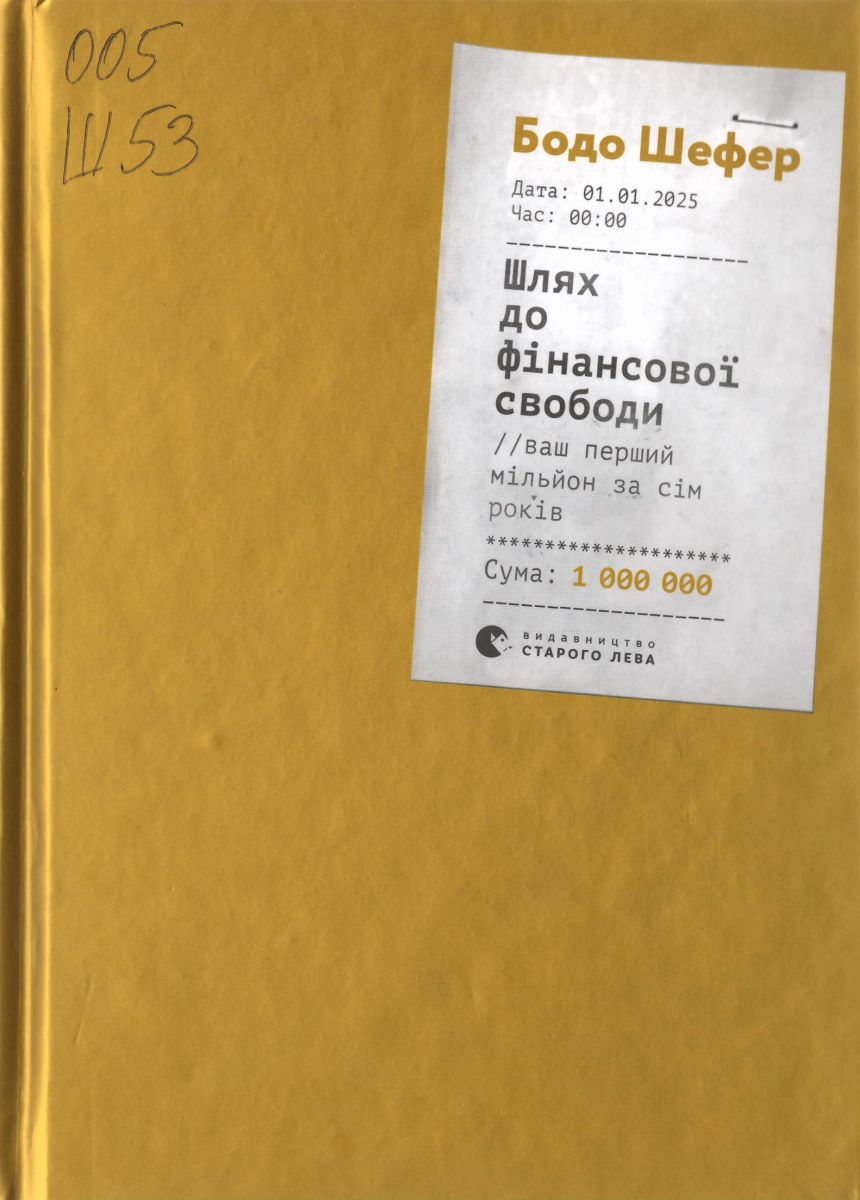 005
Ш53
Бодо Шефер
Дата: 01.01.2025
Час: 00:00
-------------------
Шлях
до
фінансової
свободи
//ваш перший
мільйон за сім
років
*********************
Сума: 1 000 000
-------------------
видавництво
СТАРОГО ЛЕВА